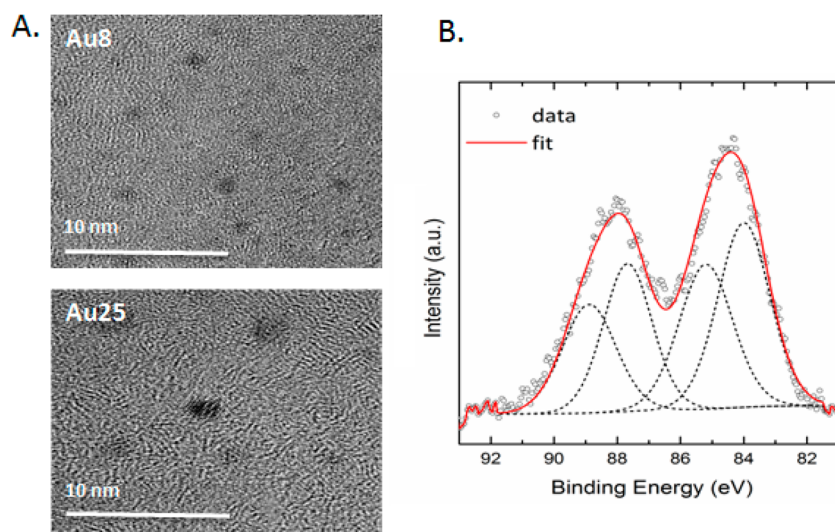 A.
Au8
10 nm
Au25
10 nm
B.
data
fit
Intensity (a.u.)
92 90 88 86 84 82
Binding Energy (eV)